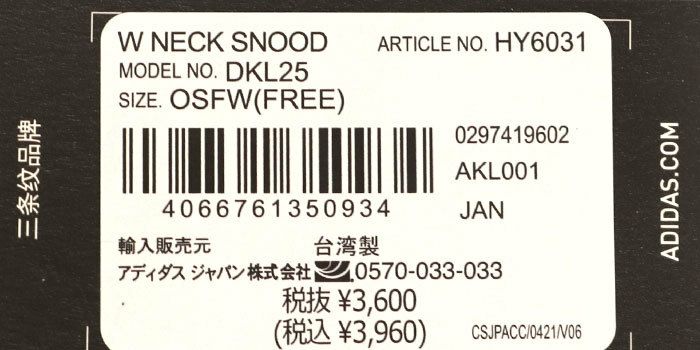 W NECK SNOOD ARTICLE NO. HY6031
MODEL NO. DKL25
SIZE. OSFW(FREE)
0297419602
AKL001
4066761350934 JAN
輸入販売元 台湾製
アディダス ジャパン株式会社 0570-033-033
税抜 ¥3,600
(税込 ¥3,960)
CSJPACC/0421/V06
三条纹品牌
ADIDAS.COM